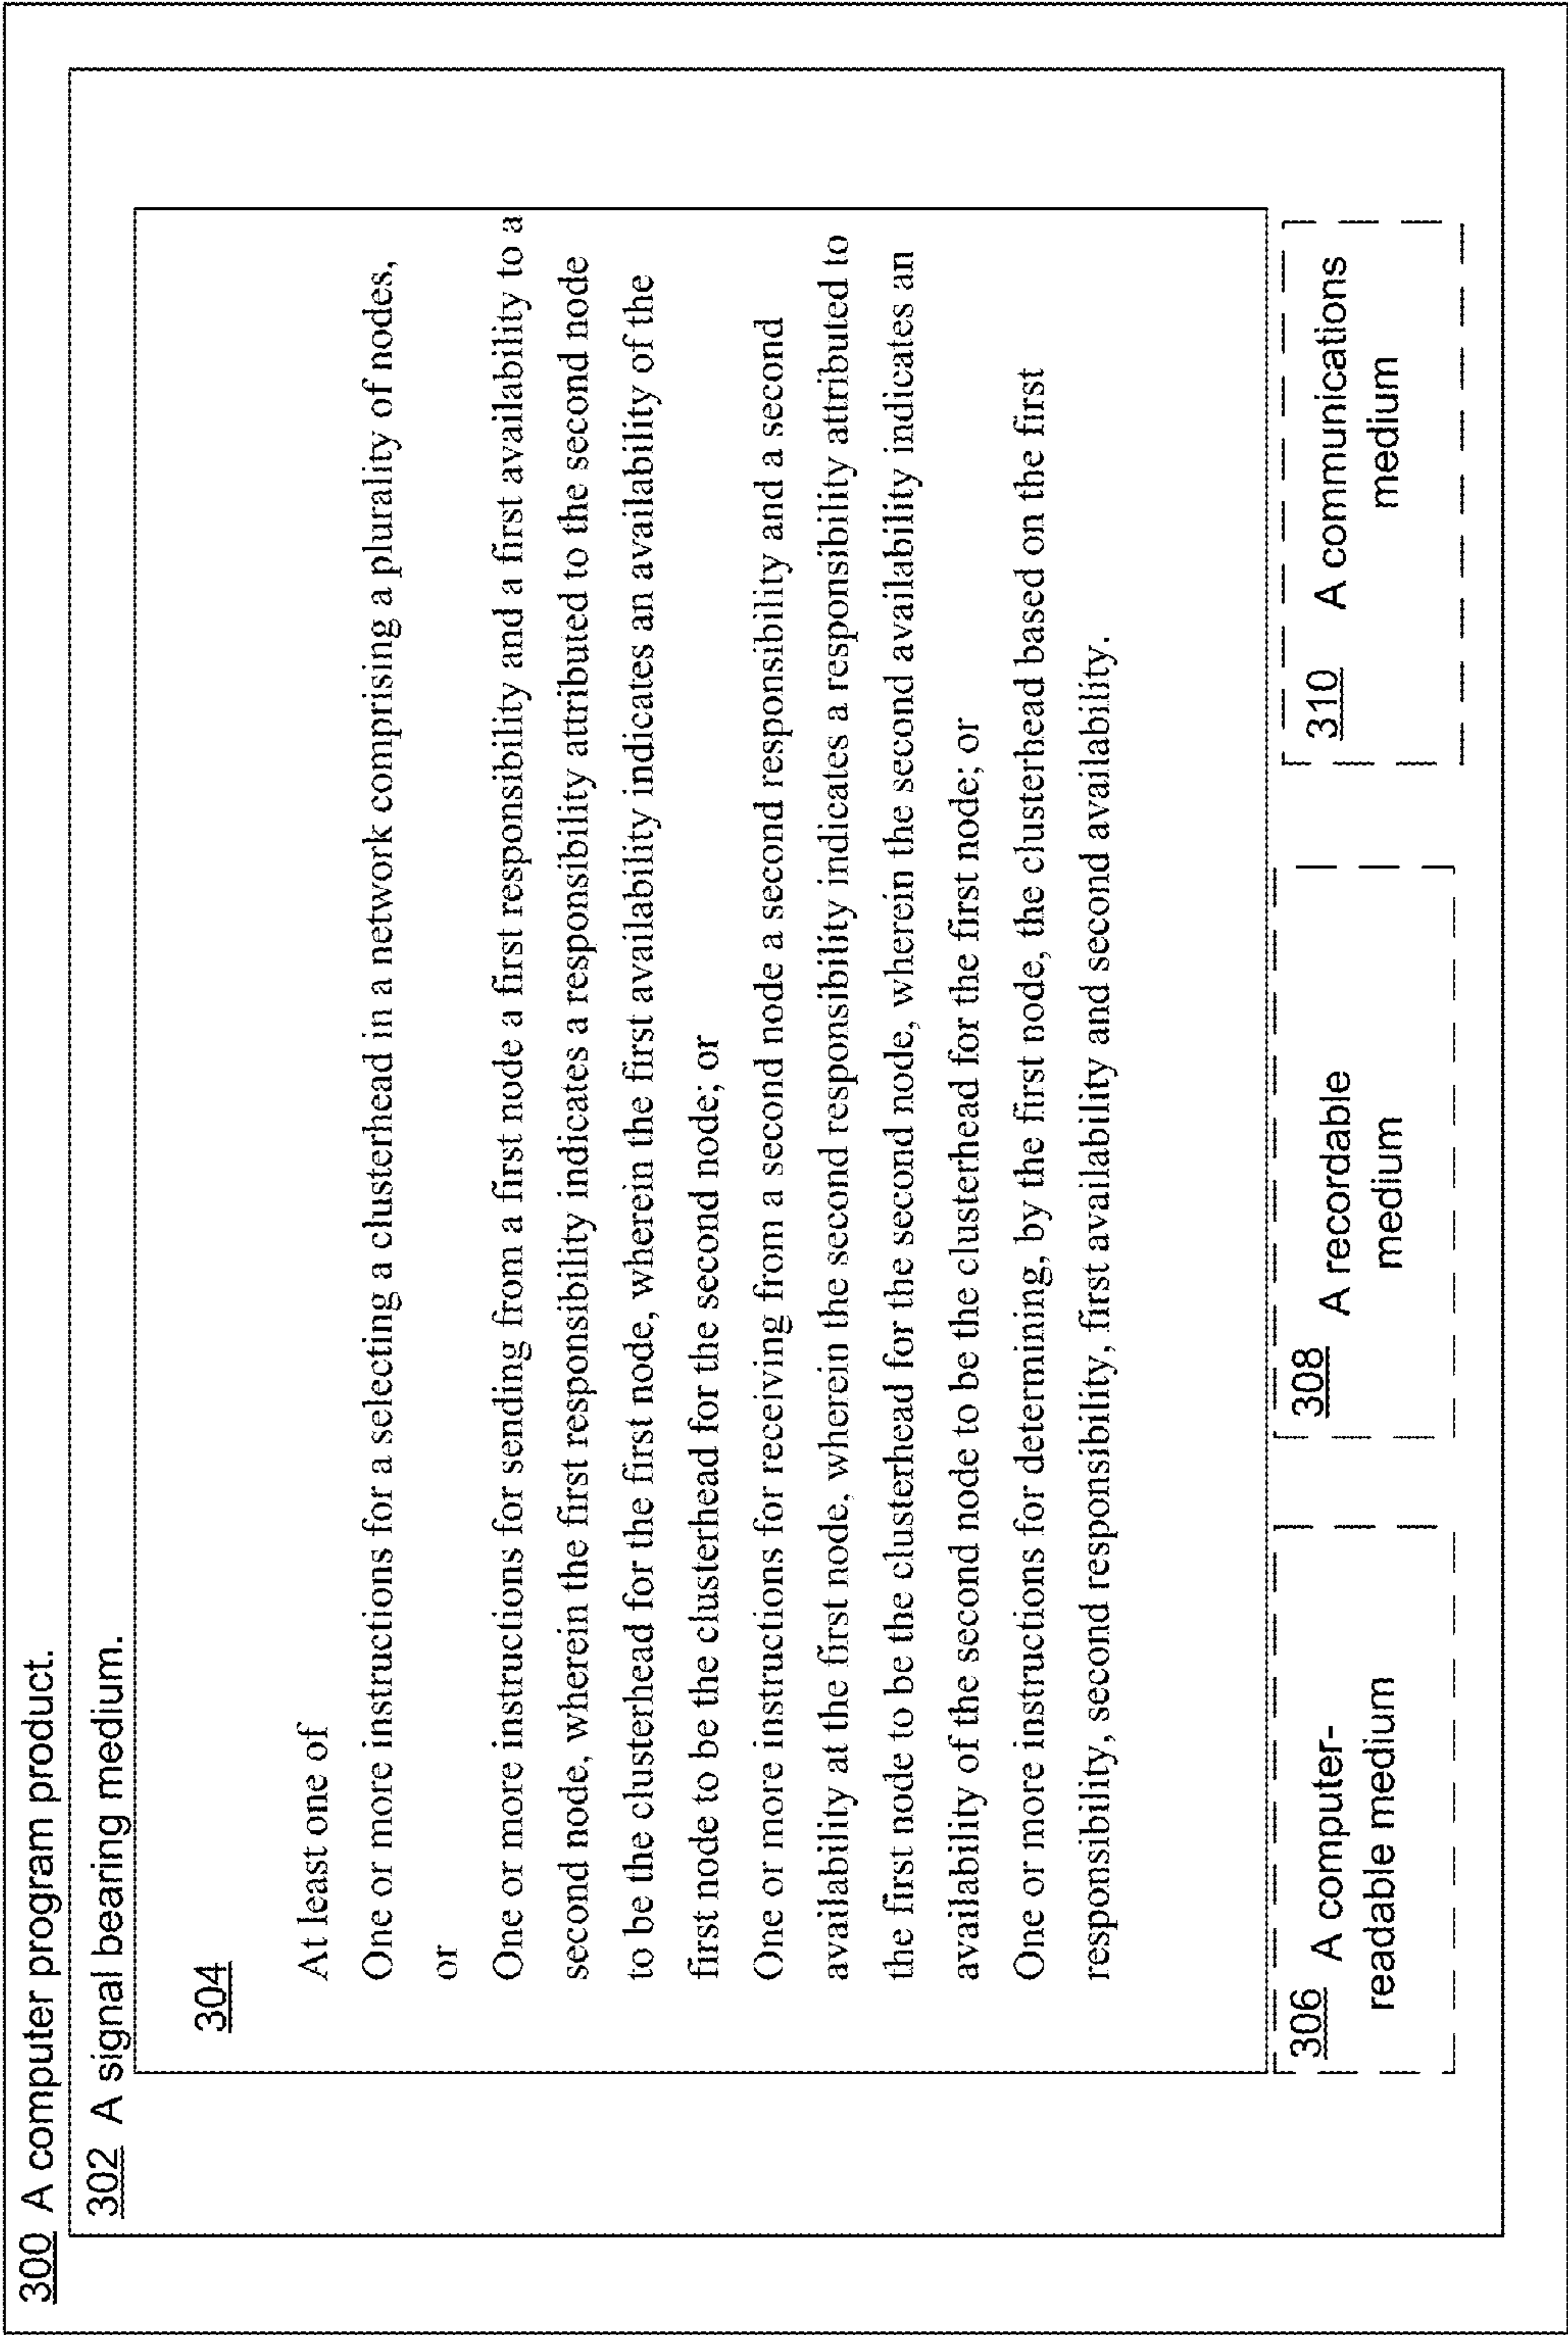 300 A computer program product.
302 A signal bearing medium.
304
At least one of
One or more instructions for a selecting a clusterhead in a network comprising a plurality of nodes,
or
One or more instructions for sending from a first node a first responsibility and a first availability to a
second node, wherein the first responsibility indicates a responsibility attributed to the second node
to be the clusterhead for the first node, wherein the first availability indicates an availability of the
first node to be the clusterhead for the second node; or
One or more instructions for receiving from a second node a second responsibility and a second
availability at the first node, wherein the second responsibility indicates a responsibility attributed to
the first node to be the clusterhead for the second node, wherein the second availability indicates an
availability of the second node to be the clusterhead for the first node; or
One or more instructions for determining, by the first node, the clusterhead based on the first
responsibility, second responsibility, first availability and second availability.
306 A computer-
readable medium
308 A recordable
medium
310 A communications
medium